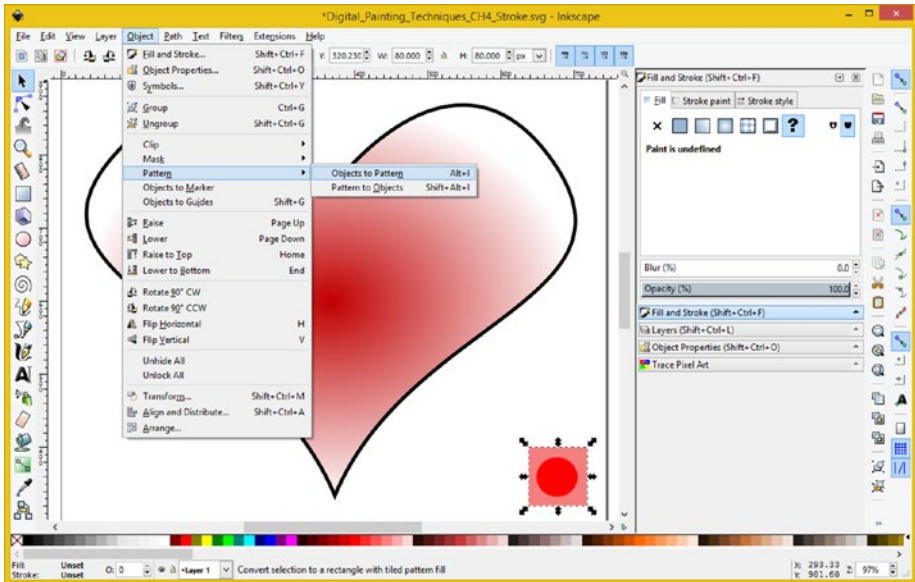 *Digital_Painting_Techniques_CH4_Stroke.svg - Inkscape
File Edit View Layer Object Path Text Filters Extensions Help
Y: 320.230 W: 80.000 H: 80.000 px
Fill and Stroke... Shift+Ctrl+F
Object Properties... Shift+Ctrl+O
Symbols... Shift+Ctrl+Y
Group Ctrl+G
Ungroup Shift+Ctrl+G
Clip
Mask
Pattern
Objects to Marker
Objects to Guides Shift+G
Raise Page Up
Lower Page Down
Raise to Top Home
Lower to Bottom End
Rotate 90° CW
Rotate 90° CCW
Flip Horizontal H
Flip Vertical V
Unhide All
Unlock All
Transform... Shift+Ctrl+M
Align and Distribute... Shift+Ctrl+A
Arrange...
Objects to Pattern Alt+I
Pattern to Objects Shift+Alt+I
Fill and Stroke (Shift+Ctrl+F)
Fill Stroke paint Stroke style
?
Paint is undefined
Blur (%) 0.0
Opacity (%) 100.0
Fill and Stroke (Shift+Ctrl+F)
Layers (Shift+Ctrl+L)
Object Properties (Shift+Ctrl+O)
Trace Pixel Art
Fill: Unset
Stroke: Unset
O: 0
Layer 1
Convert selection to a rectangle with tiled pattern fill
X: 293.33
Y: 901.60
Z: 97%